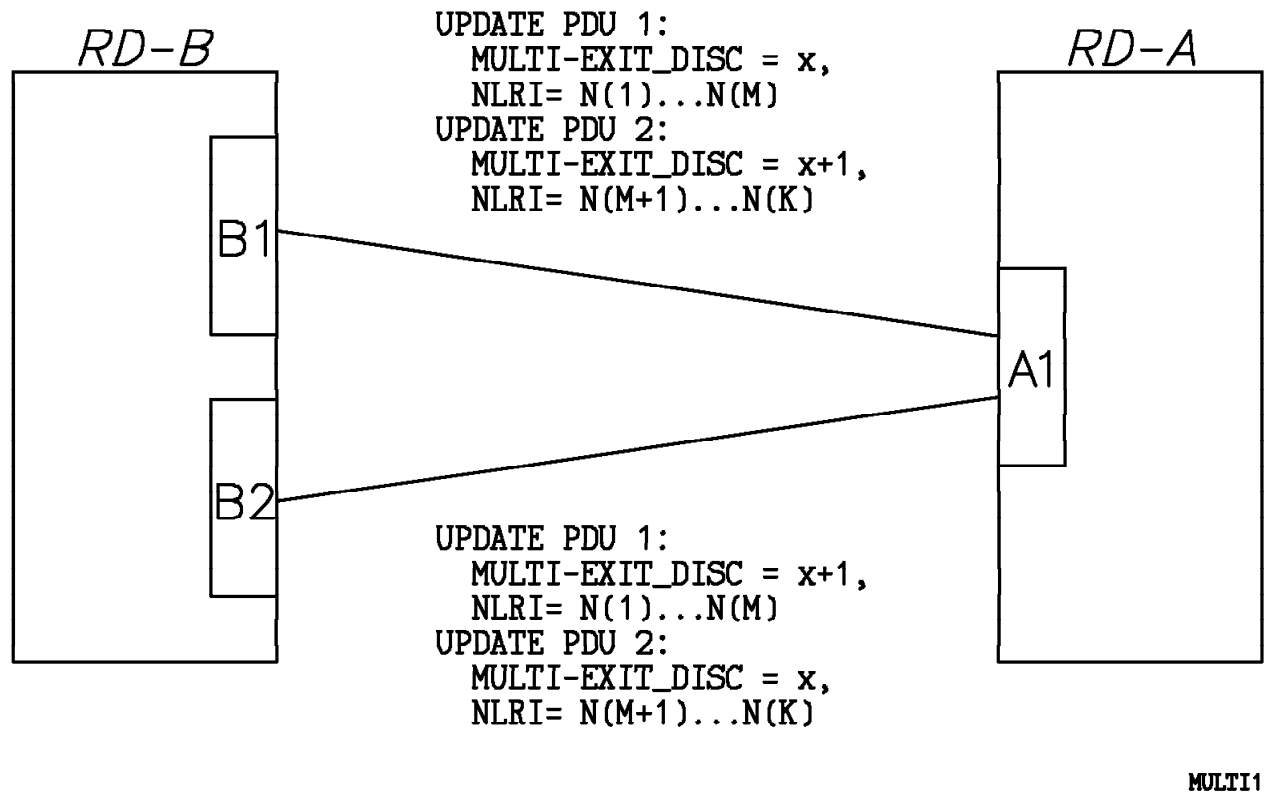 RD-B
UPDATE PDU 1:
MULTI-EXIT_DISC = x,
NLRI= N(1)...N(M)
UPDATE PDU 2:
MULTI-EXIT_DISC = x+1,
NLRI= N(M+1)...N(K)
RD-A
B1
A1
B2
UPDATE PDU 1:
MULTI-EXIT_DISC = x+1,
NLRI= N(1)...N(M)
UPDATE PDU 2:
MULTI-EXIT_DISC = x,
NLRI= N(M+1)...N(K)
MULTI1